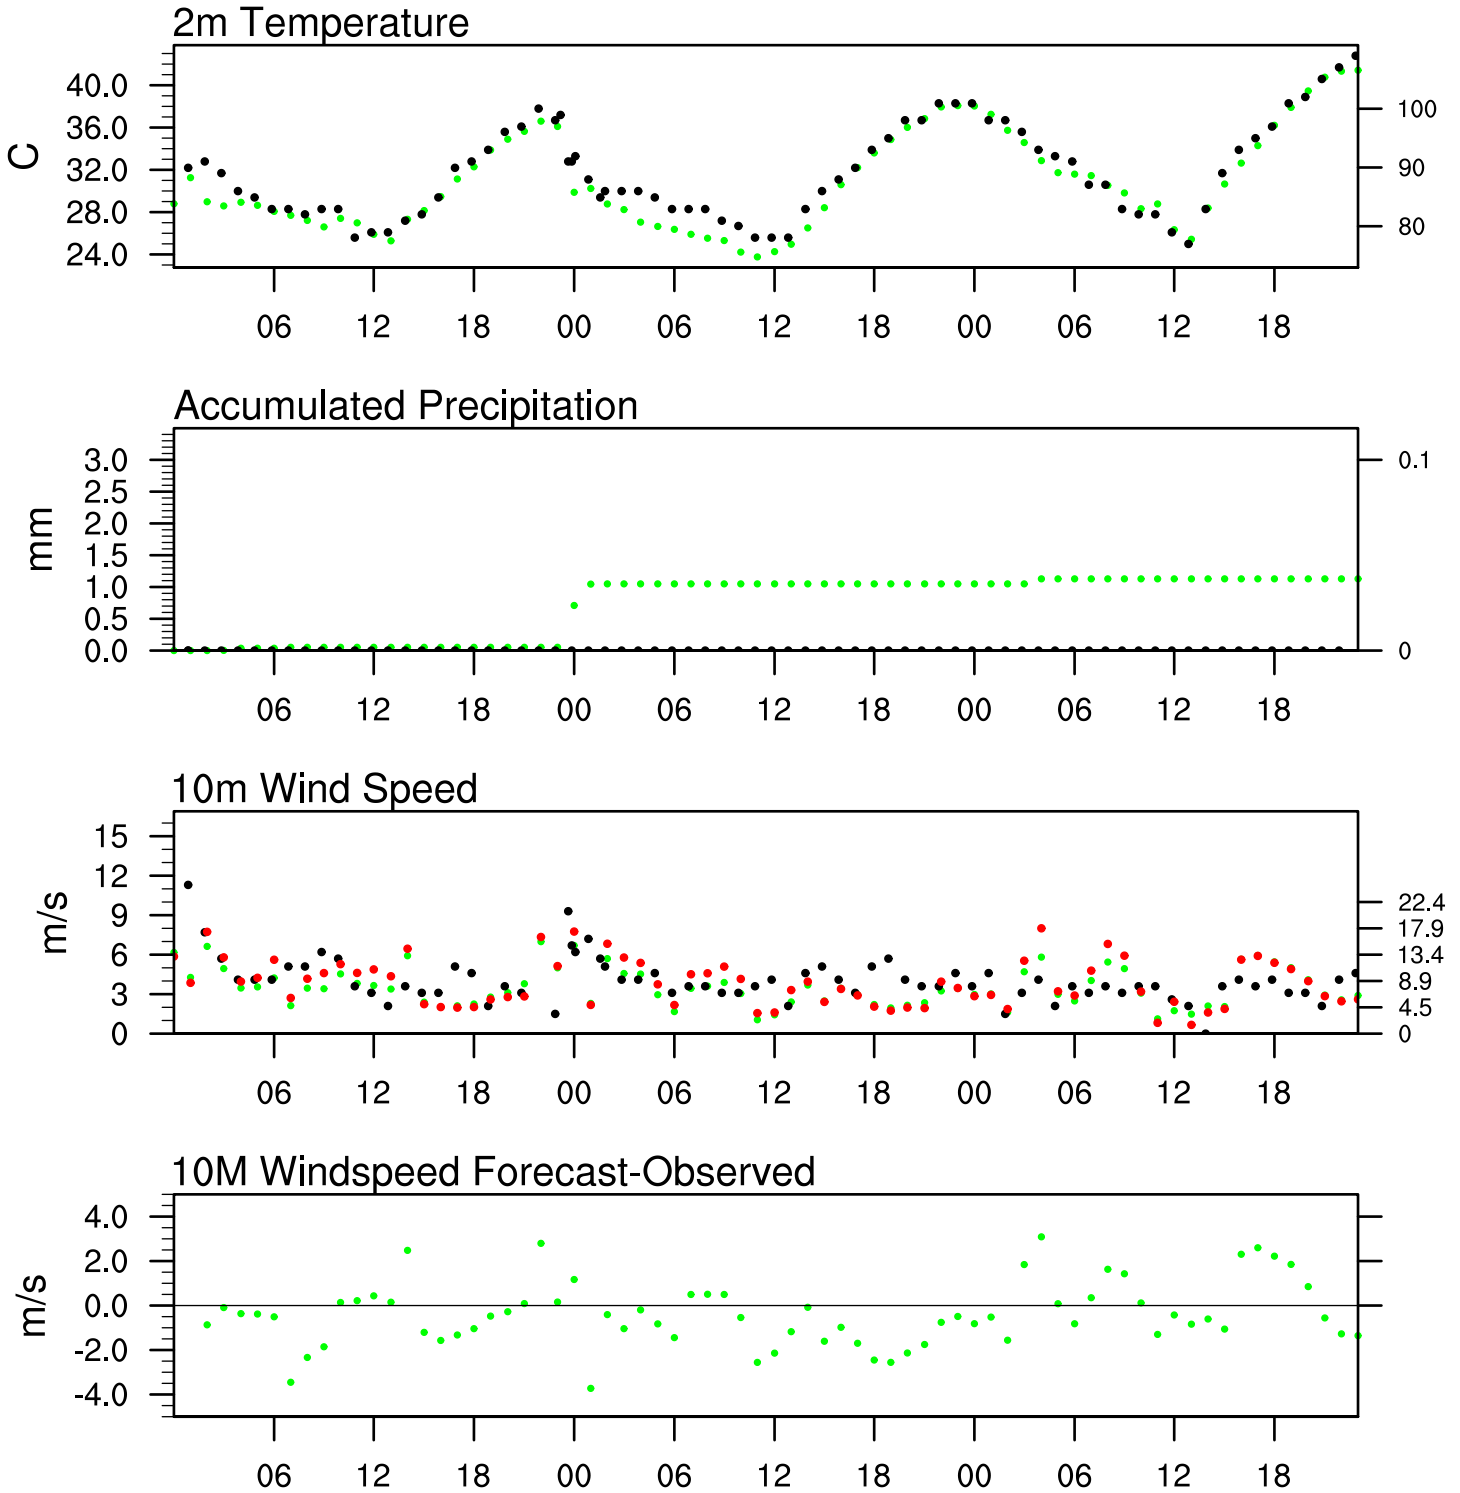 2m Temperature
40.0
36.0
32.0
28.0
24.0
C
100
90
80
06 12 18 00 06 12 18 00 06 12 18
Accumulated Precipitation
3.0
2.5
2.0
1.5
1.0
0.5
0.0
mm
0.1
0
06 12 18 00 06 12 18 00 06 12 18
10m Wind Speed
15
12
9
6
3
0
m/s
22.4
17.9
13.4
8.9
4.5
0
06 12 18 00 06 12 18 00 06 12 18
10M Windspeed Forecast-Observed
4.0
2.0
0.0
-2.0
-4.0
m/s
06 12 18 00 06 12 18 00 06 12 18